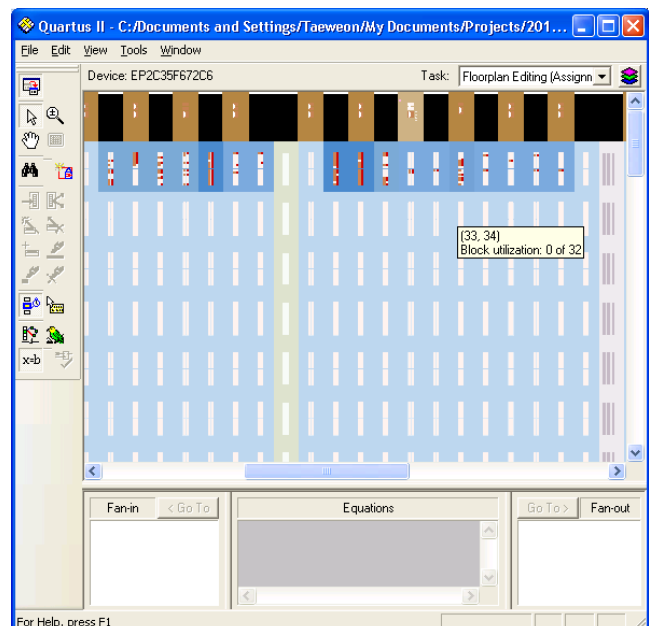 Quartus II - C:/Documents and Settings/Taeweon/My Documents/Projects/201...
File Edit View Tools Window
Device: EP2C35F672C6 Task: Floorplan Editing (Assignn
x=b
(33, 34)
Block utilization: 0 of 32
Fan-in < Go To Equations Go To > Fan-out
For Help, press F1